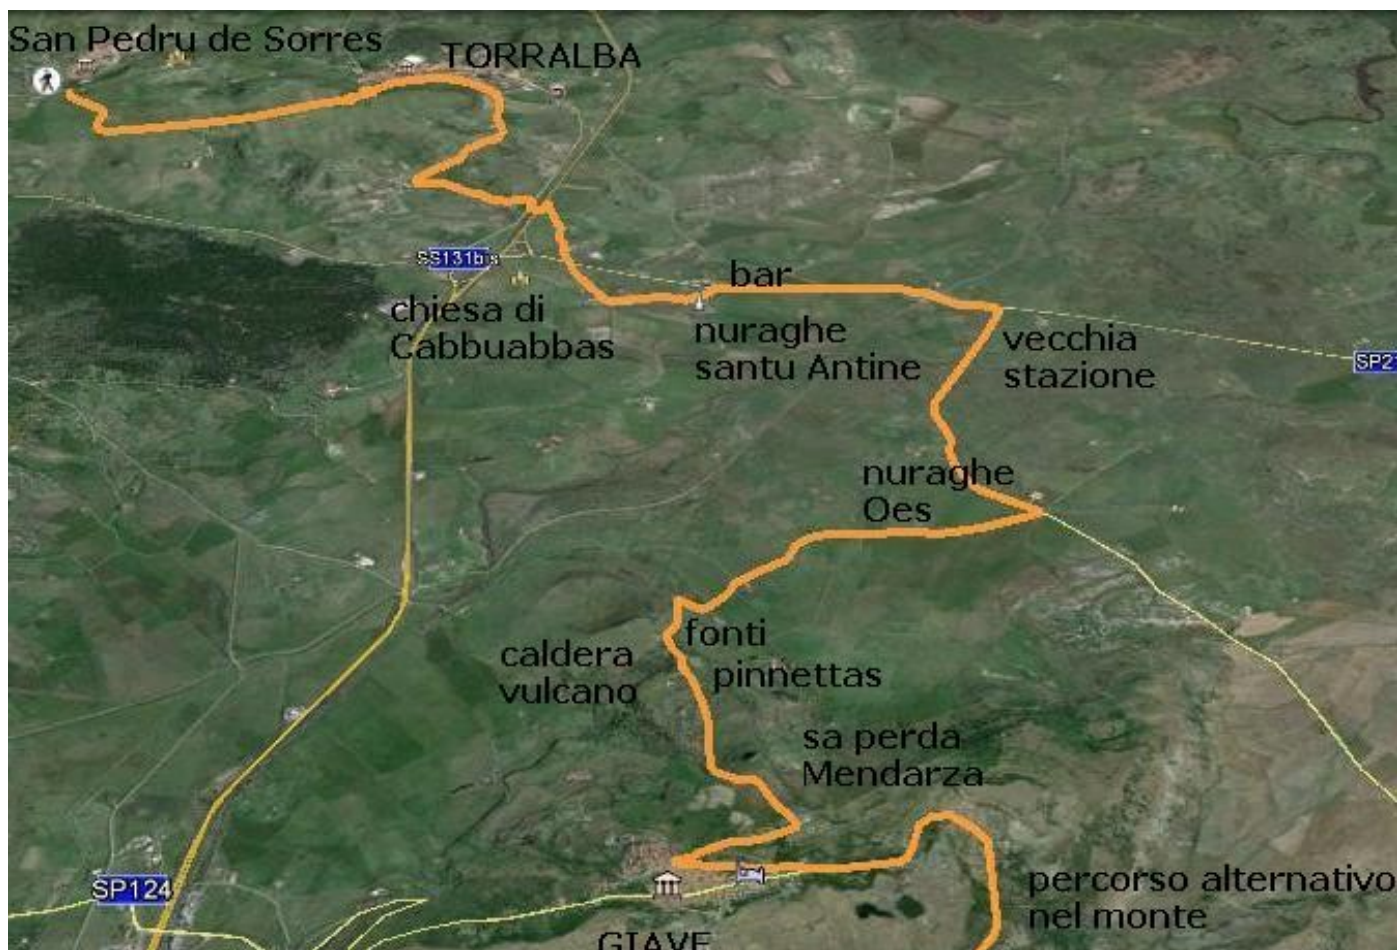 San Pedru de Sorres
TORRALBA
SS131bis
bar
chiesa di
Cabbuabbas
nuraghe
santu Antine
vecchia
stazione
SP21
nuraghe
Oes
fonti
caldera
vulcano
pinnettas
sa perda
Mendarza
SP124
percorso alternativo
nel monte
GIAVE